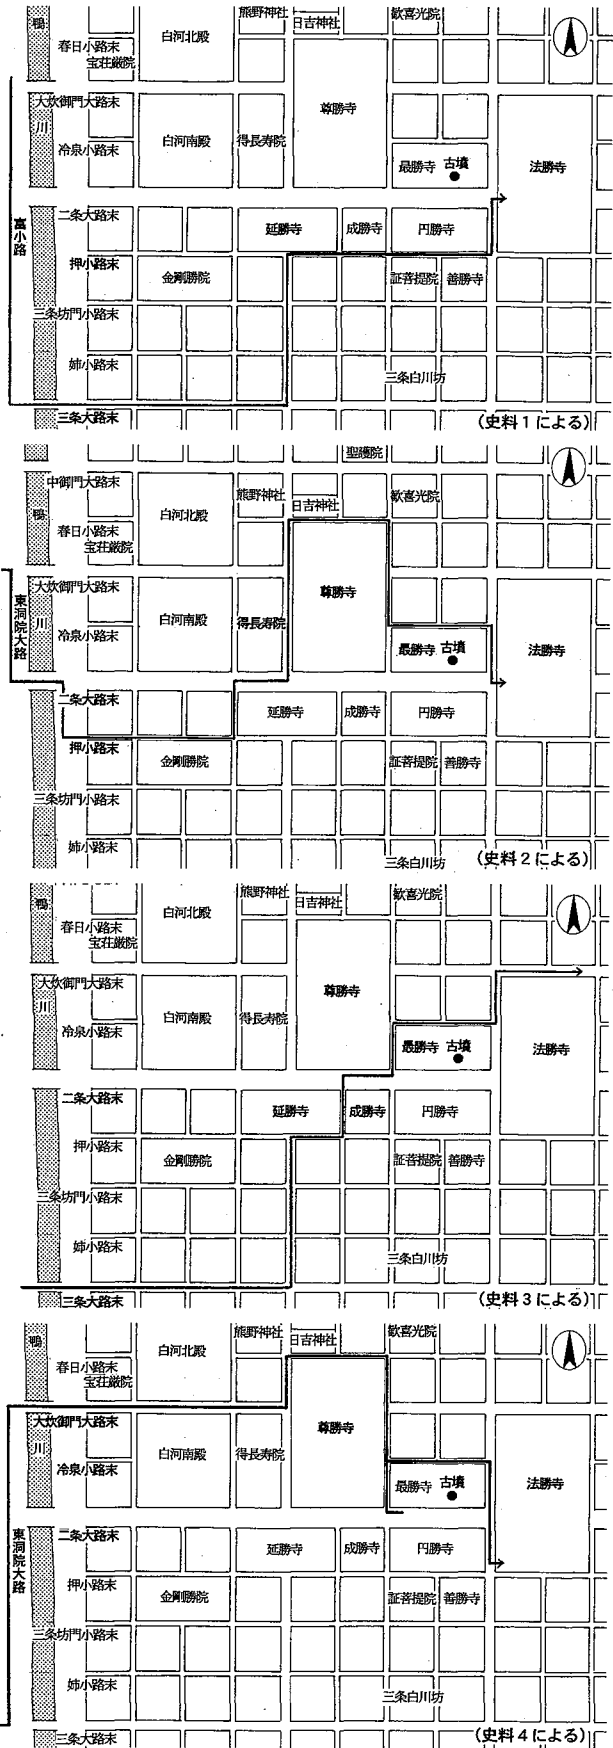 熊野神社
日吉神社
歓喜光院
鴨
春日小路末
宝荘厳院
白河北殿
大炊御門大路末
尊勝寺
川
冷泉小路末
白河南殿
得長寿院
最勝寺
古墳
法勝寺
富小路
二条大路末
延勝寺
成勝寺
円勝寺
押小路末
金剛勝院
証菩提院
善勝寺
三条坊門小路末
姉小路末
三条白川坊
三条大路末
(史料1による)
聖護院
中御門大路末
白河北殿
熊野神社
日吉神社
歓喜光院
鴨
春日小路末
宝荘厳院
大炊御門大路末
尊勝寺
東洞院大路
川
冷泉小路末
白河南殿
得長寿院
最勝寺
古墳
法勝寺
二条大路末
延勝寺
成勝寺
円勝寺
押小路末
金剛勝院
証菩提院
善勝寺
三条坊門小路末
姉小路末
三条白川坊
(史料2による)
熊野神社
日吉神社
歓喜光院
鴨
春日小路末
宝荘厳院
白河北殿
大炊御門大路末
尊勝寺
川
冷泉小路末
白河南殿
得長寿院
最勝寺
古墳
法勝寺
二条大路末
延勝寺
成勝寺
円勝寺
押小路末
金剛勝院
証菩提院
善勝寺
三条坊門小路末
姉小路末
三条白川坊
三条大路末
(史料3による)
熊野神社
日吉神社
歓喜光院
鴨
春日小路末
宝荘厳院
白河北殿
大炊御門大路末
尊勝寺
川
冷泉小路末
白河南殿
得長寿院
最勝寺
古墳
法勝寺
東洞院大路
二条大路末
延勝寺
成勝寺
円勝寺
押小路末
金剛勝院
証菩提院
善勝寺
三条坊門小路末
姉小路末
三条白川坊
三条大路末
(史料4による)